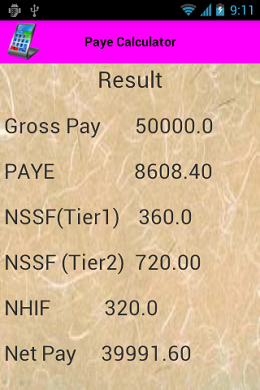 9:11
Paye Calculator
Result
Gross Pay 50000.0
PAYE 8608.40
NSSF(Tier1) 360.0
NSSF (Tier2) 720.00
NHIF 320.0
Net Pay 39991.60